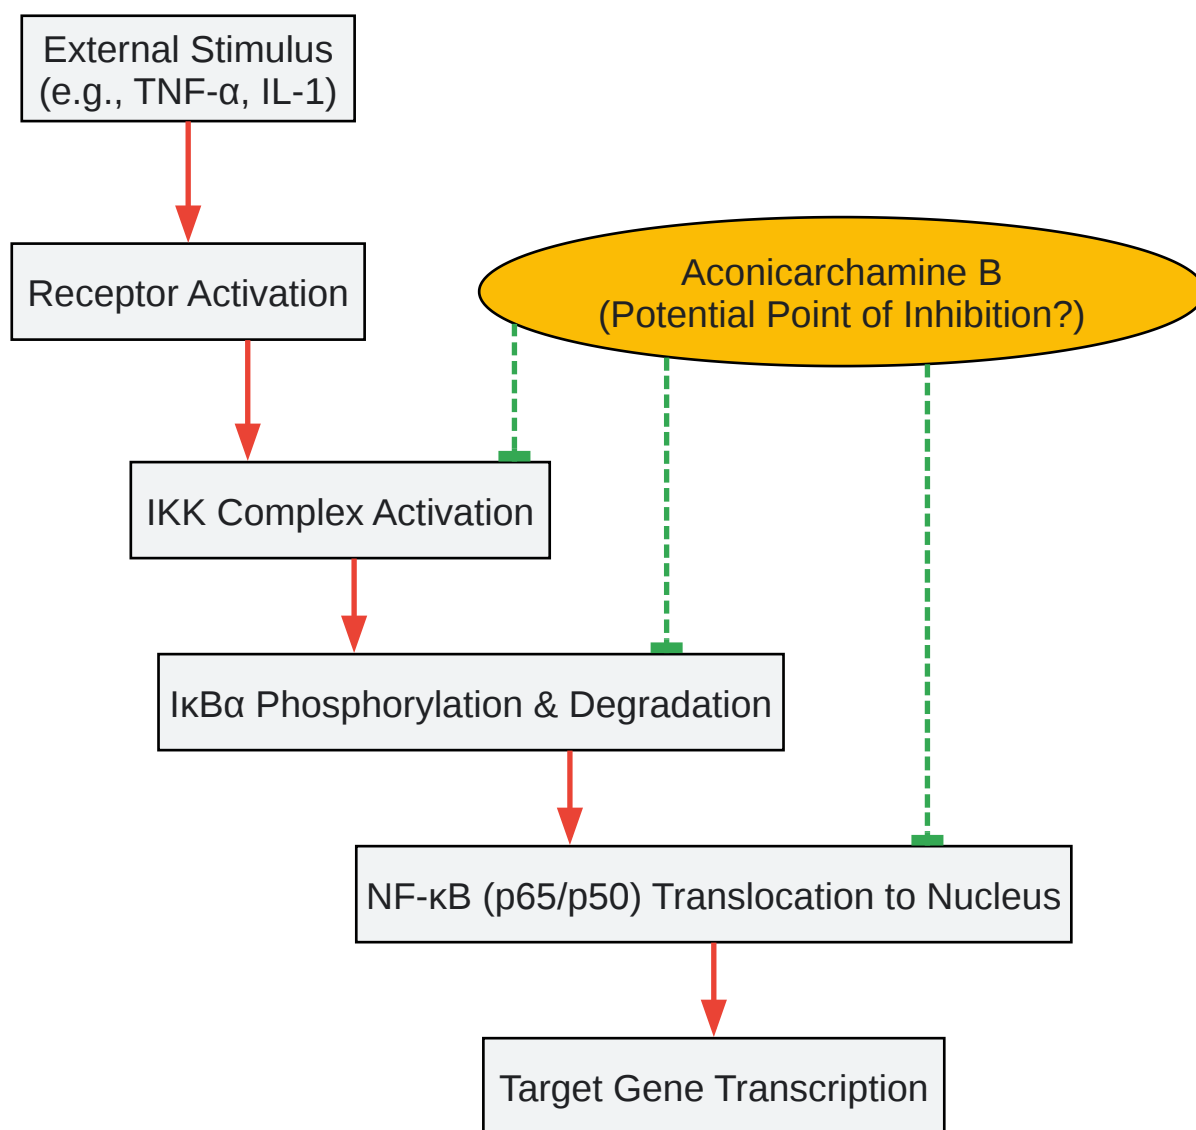 External Stimulus
(e.g., TNF-α, IL-1)
Receptor Activation
Aconicarchamine B
(Potential Point of Inhibition?)
IKK Complex Activation
IκBα Phosphorylation & Degradation
NF-κB (p65/p50) Translocation to Nucleus
Target Gene Transcription